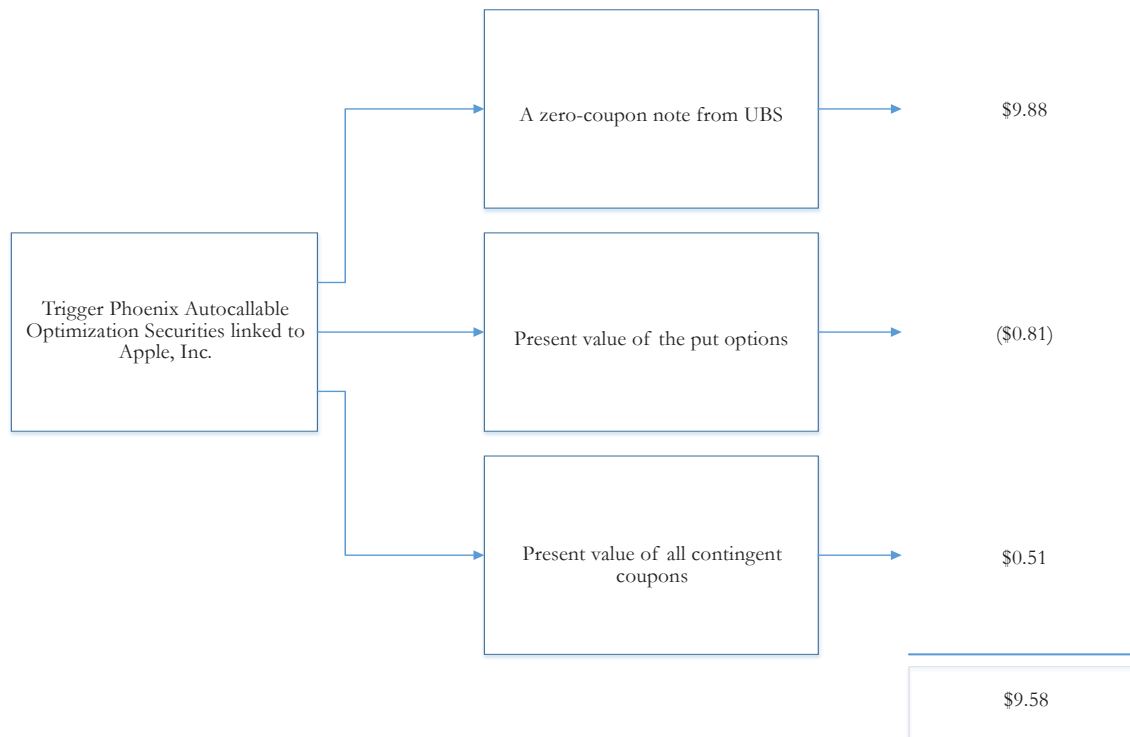 A zero-coupon note from UBS
$9.88
Trigger Phoenix Autocallable
Optimization Securities linked to
Apple, Inc.
Present value of the put options
($0.81)
Present value of all contingent
coupons
$0.51
$9.58